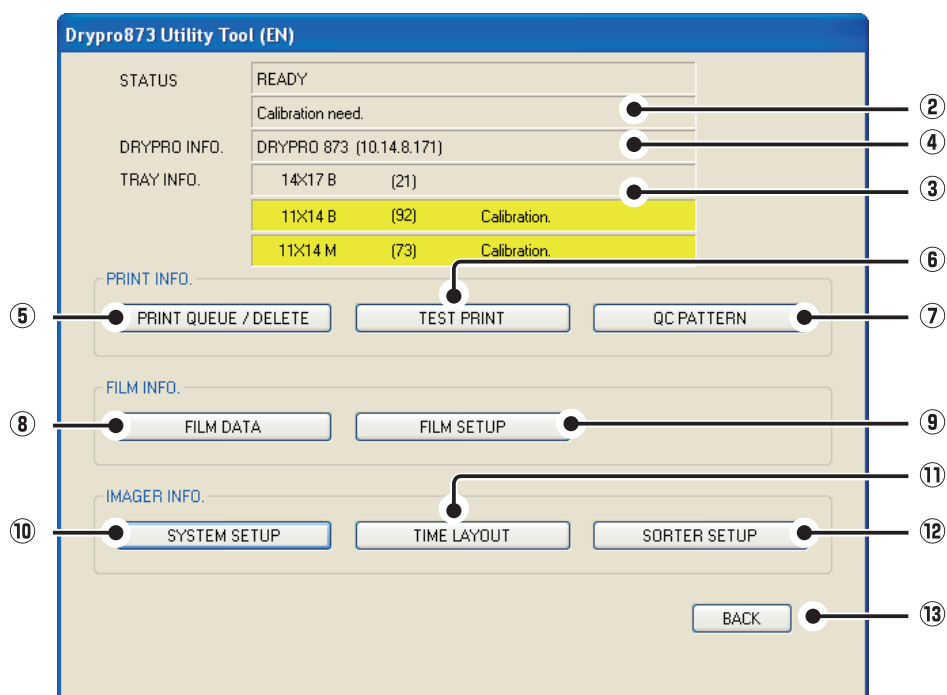 Drypro873 Utility Tool (EN)
STATUS READY
Calibration need. ②
DRYPRO INFO. DRYPRO 873 (10.14.8.171) ④
TRAY INFO. 14X17 B (21) ③
11X14 B (92) Calibration.
11X14 M (73) Calibration.
⑥
PRINT INFO.
⑤ PRINT QUEUE / DELETE TEST PRINT QC PATTERN ⑦
FILM INFO.
⑧ FILM DATA FILM SETUP ⑨
⑪
IMAGER INFO.
⑩ SYSTEM SETUP TIME LAYOUT SORTER SETUP ⑫
BACK ⑬